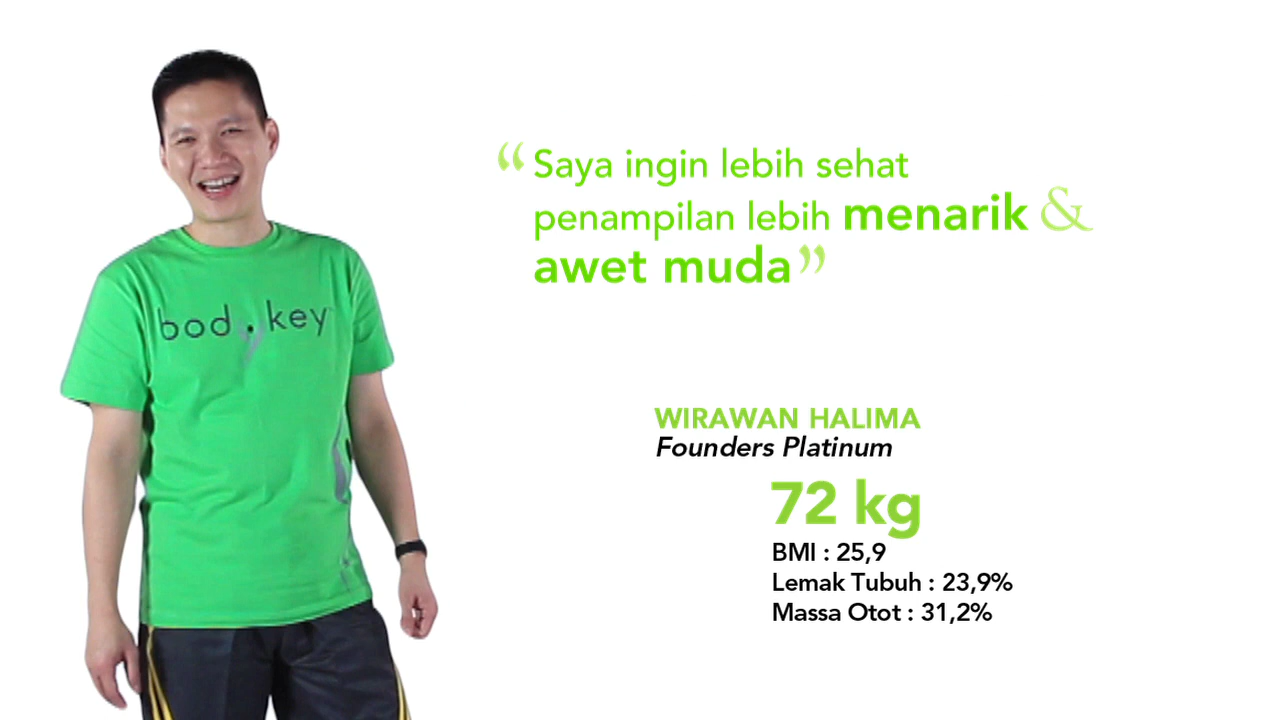 bod.ykey
“Saya ingin lebih sehat
penampilan lebih menarik &
awet muda”
WIRAWAN HALIMA
Founders Platinum
72 kg
BMI : 25,9
Lemak Tubuh : 23,9%
Massa Otot : 31,2%